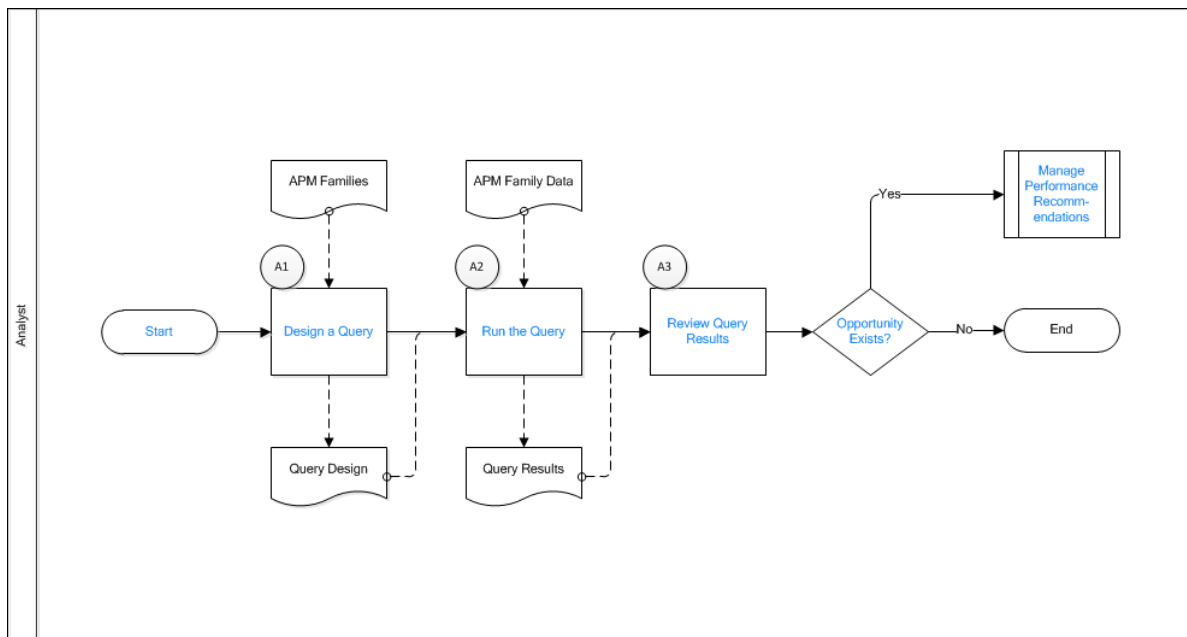 Analyst
APM Families
APM Family Data
Yes
Manage
Performance
Recomm-
endations
A1
A2
A3
Start
Design a Query
Run the Query
Review Query
Results
Opportunity
Exists?
No
End
Query Design
Query Results